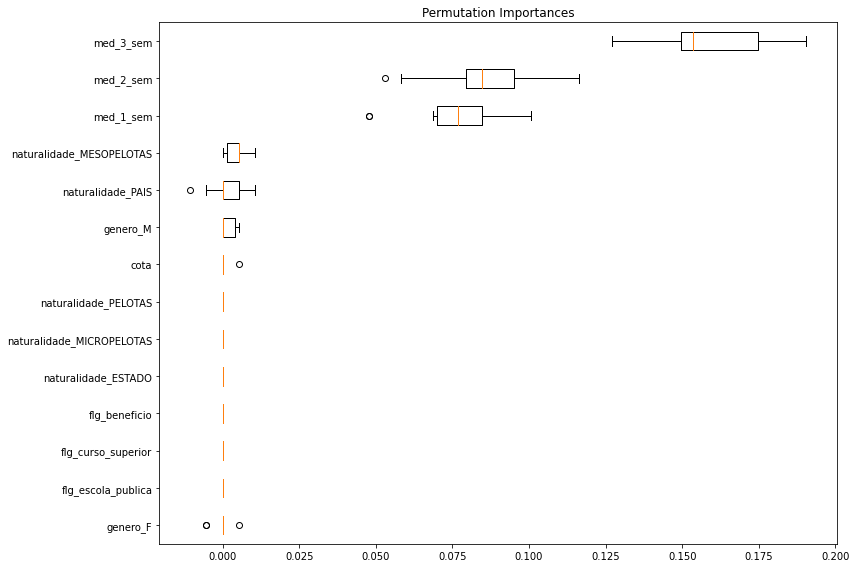 Permutation Importances
med_3_sem
med_2_sem
med_1_sem
naturalidade_MESOPELOTAS
naturalidade_PAIS
genero_M
cota
naturalidade_PELOTAS
naturalidade_MICROPELOTAS
naturalidade_ESTADO
flg_beneficio
flg_curso_superior
flg_escola_publica
genero_F
0.000 0.025 0.050 0.075 0.100 0.125 0.150 0.175 0.200